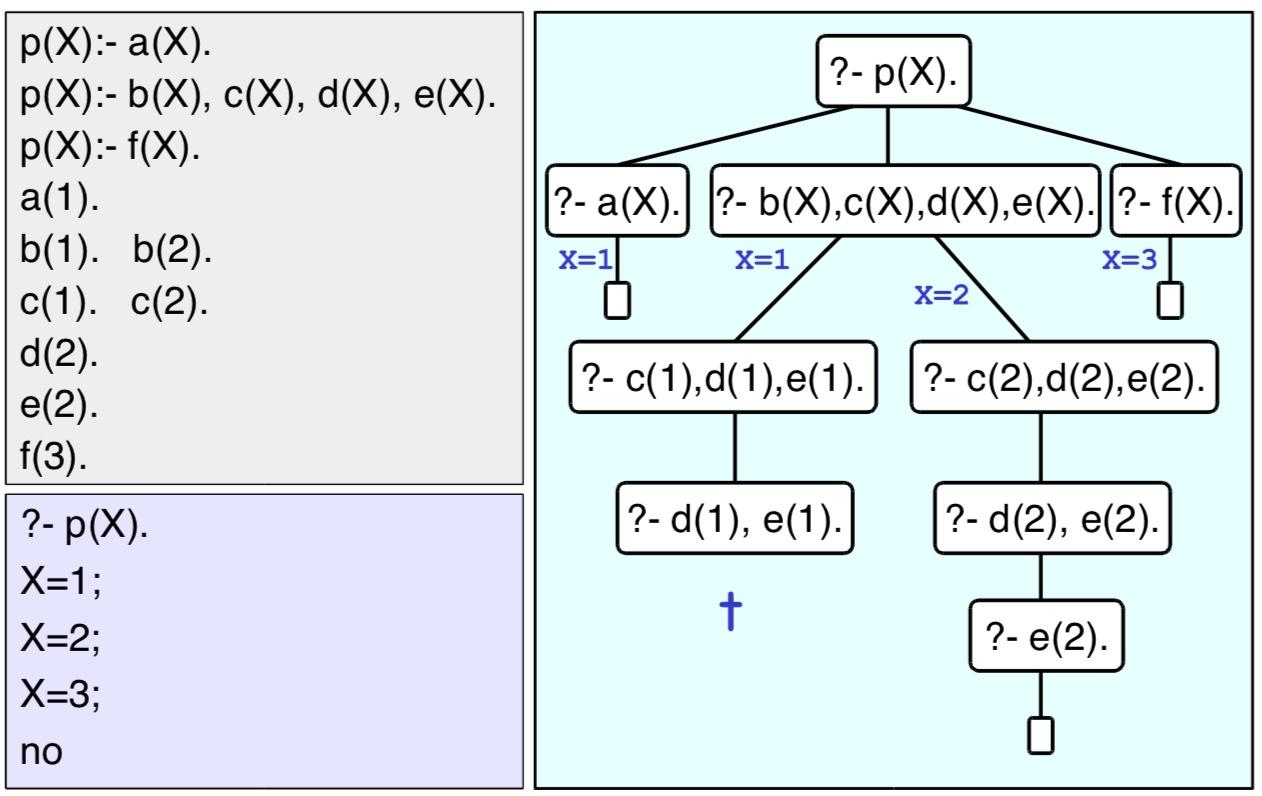 p(X):- a(X).
p(X):- b(X), c(X), d(X), e(X).
p(X):- f(X).
a(1).
b(1). b(2).
c(1). c(2).
d(2).
e(2).
f(3).
?- p(X).
X=1;
X=2;
X=3;
no
?- p(X).
?- a(X). ?- b(X),c(X),d(X),e(X). ?- f(X).
X=1 X=1 X=3
X=2
?- c(1),d(1),e(1). ?- c(2),d(2),e(2).
?- d(1), e(1). ?- d(2), e(2).
†
?- e(2).